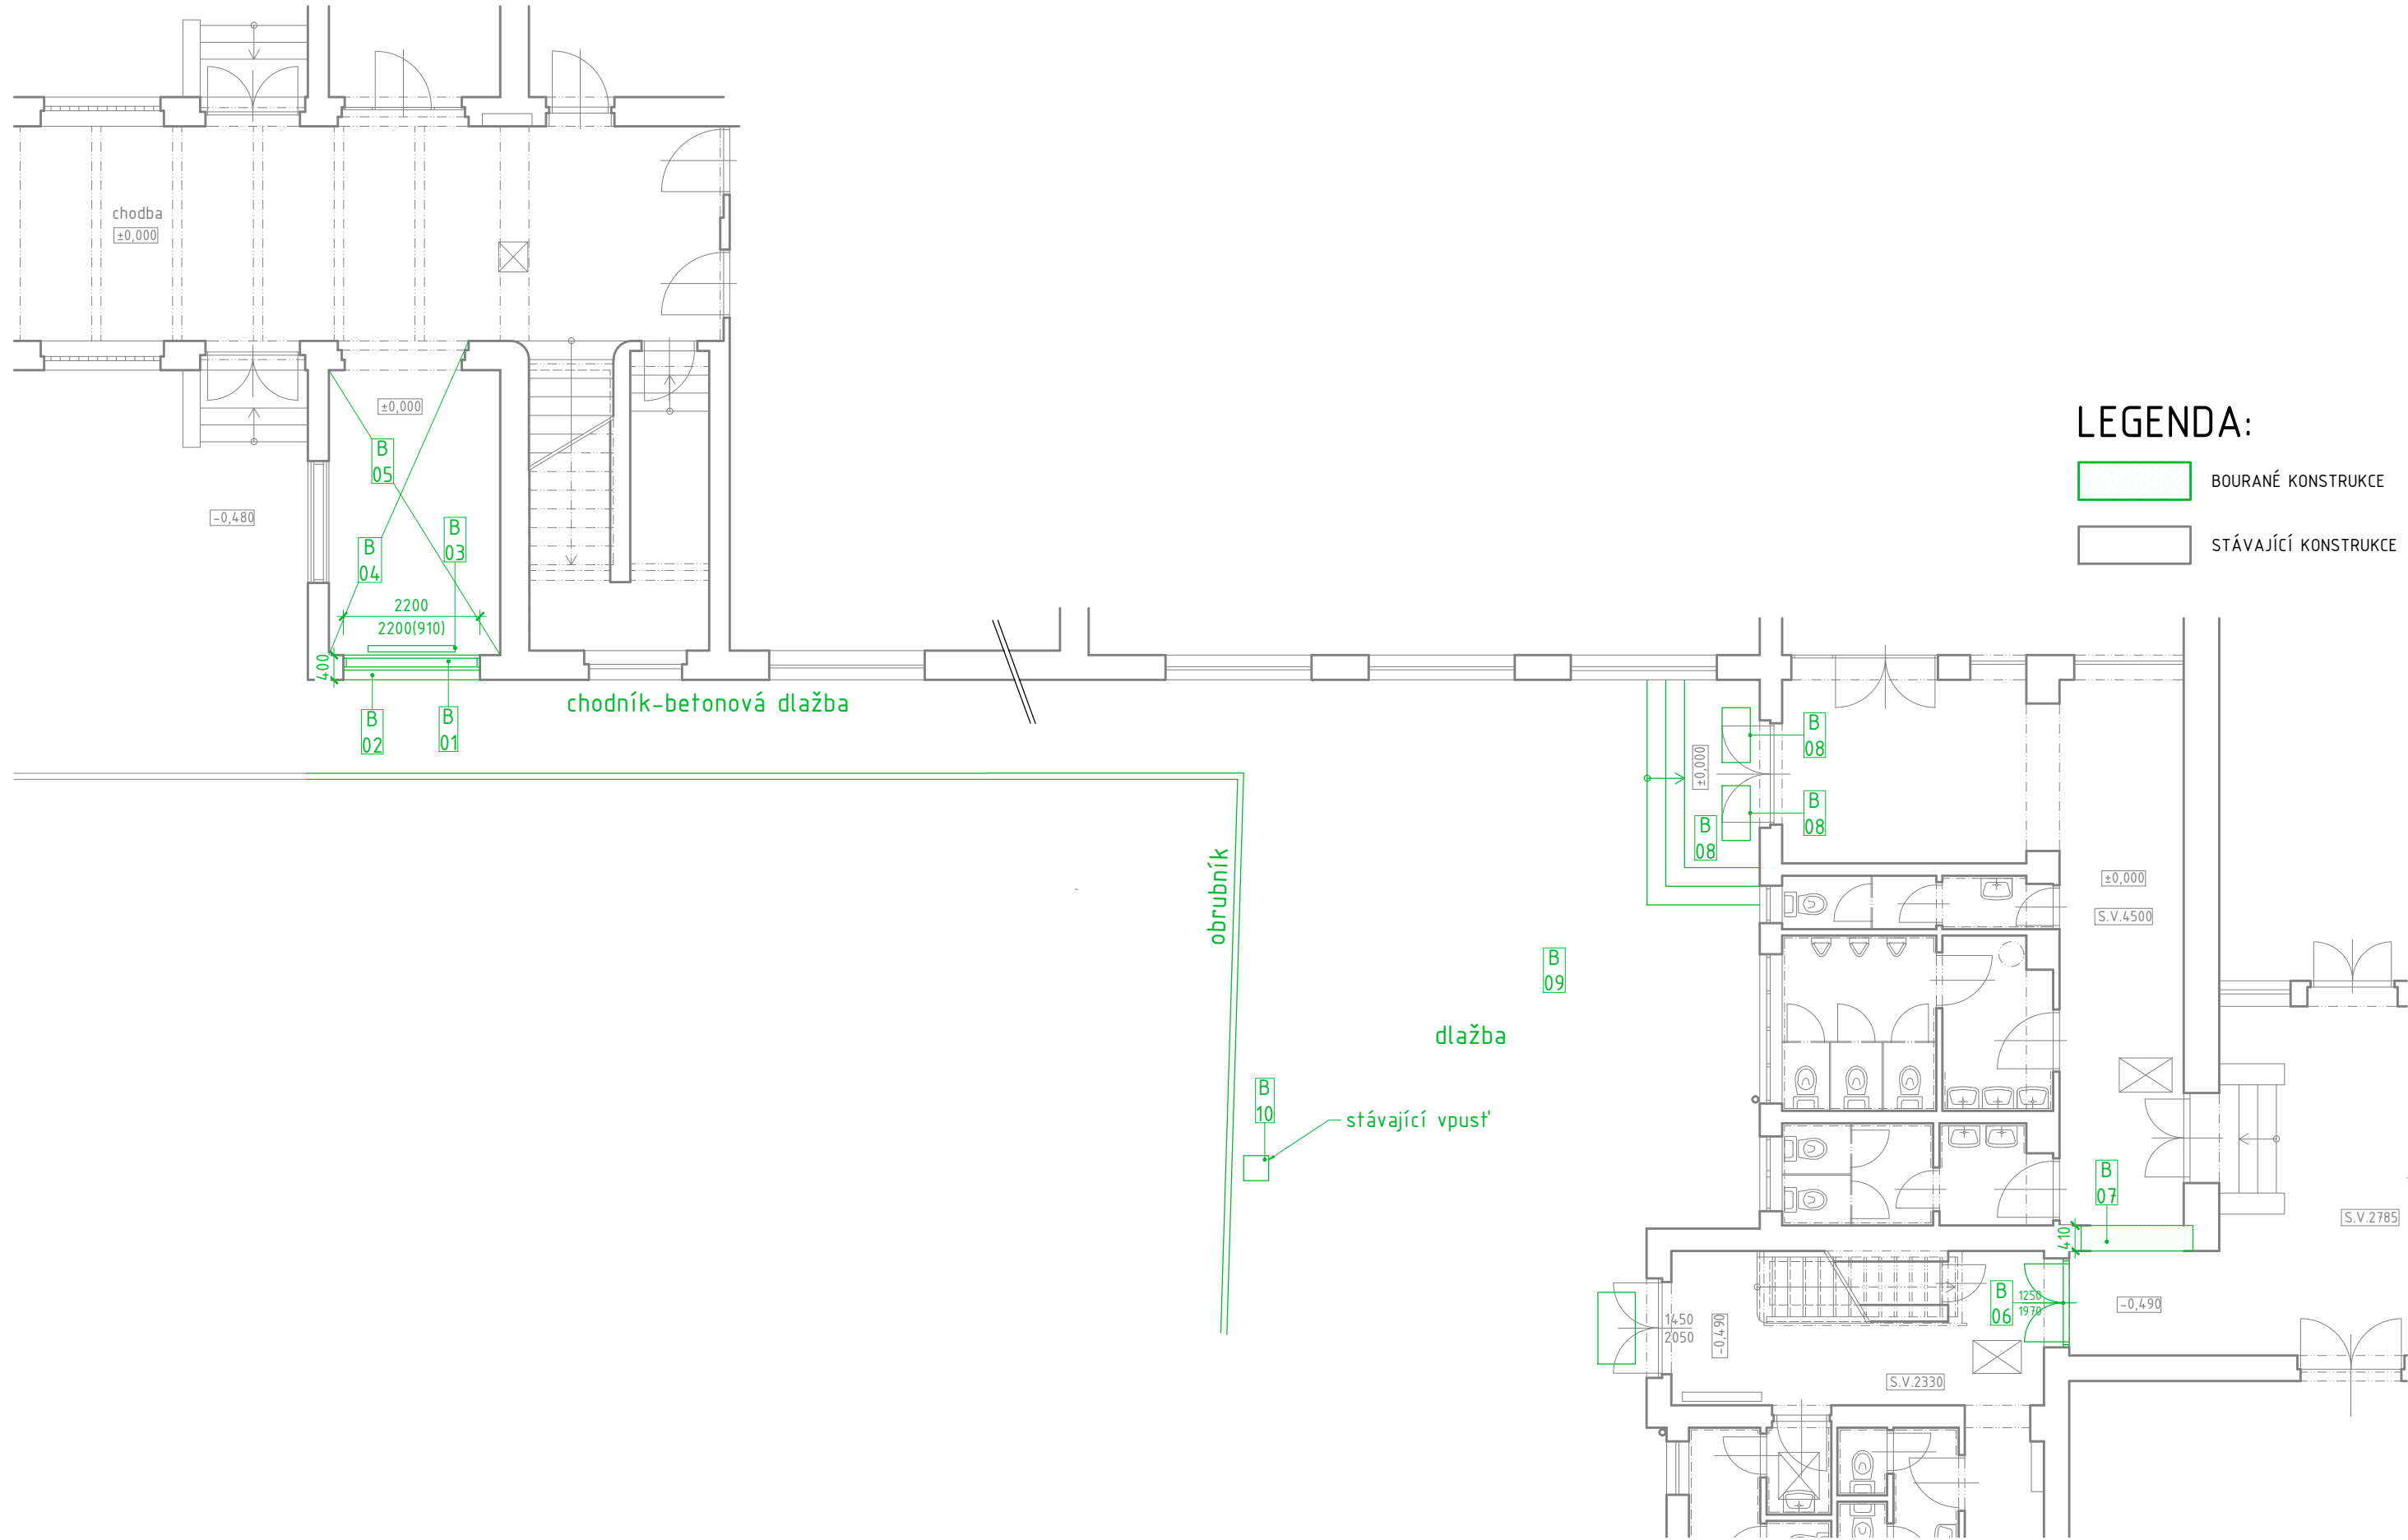 chodba
±0,000
±0,000
B
05
-0,480
B
03
B
04
2200
2200(910)
400
B
02
B
01
chodník-betonová dlažba
LEGENDA:
BOURANÉ KONSTRUKCE
STÁVAJÍCÍ KONSTRUKCE
±0,000
B
08
B
08
B
08
obrubník
±0,000
S.V.4500
B
09
dlažba
B
10
stávající vpusť
B
07
410
S.V.2785
B
06
1250
1970
-0,490
1450
2050
-0,490
S.V.2330